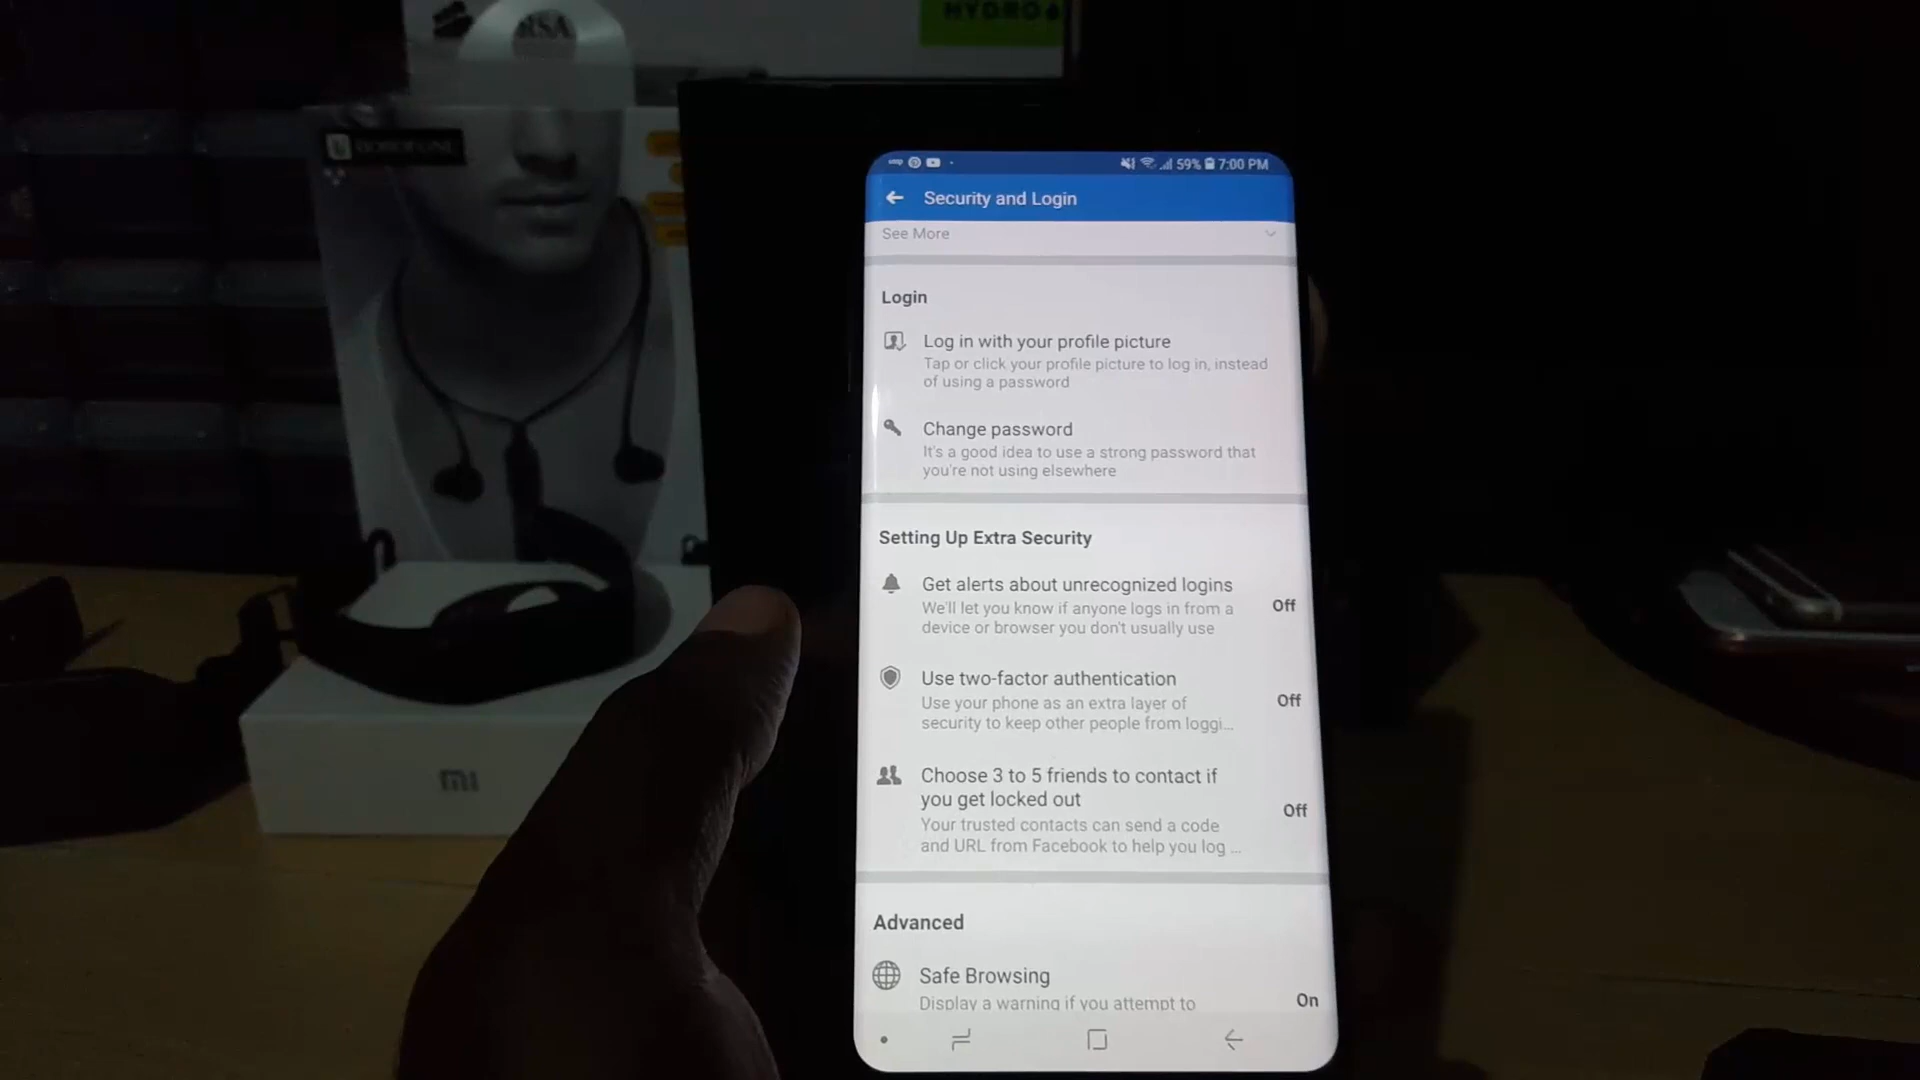 RSA
HYDRO
BOROFONE
59% 7:00 PM
Security and Login
See More
Login
Log in with your profile picture
Tap or click your profile picture to log in, instead
of using a password
Change password
It's a good idea to use a strong password that
you're not using elsewhere
Setting Up Extra Security
Get alerts about unrecognized logins
We'll let you know if anyone logs in from a
device or browser you don't usually use
Off
Use two-factor authentication
Use your phone as an extra layer of
security to keep other people from loggi...
Off
Choose 3 to 5 friends to contact if
you get locked out
Your trusted contacts can send a code
and URL from Facebook to help you log ...
Off
Advanced
Safe Browsing
Display a warning if you attempt to
On
mi